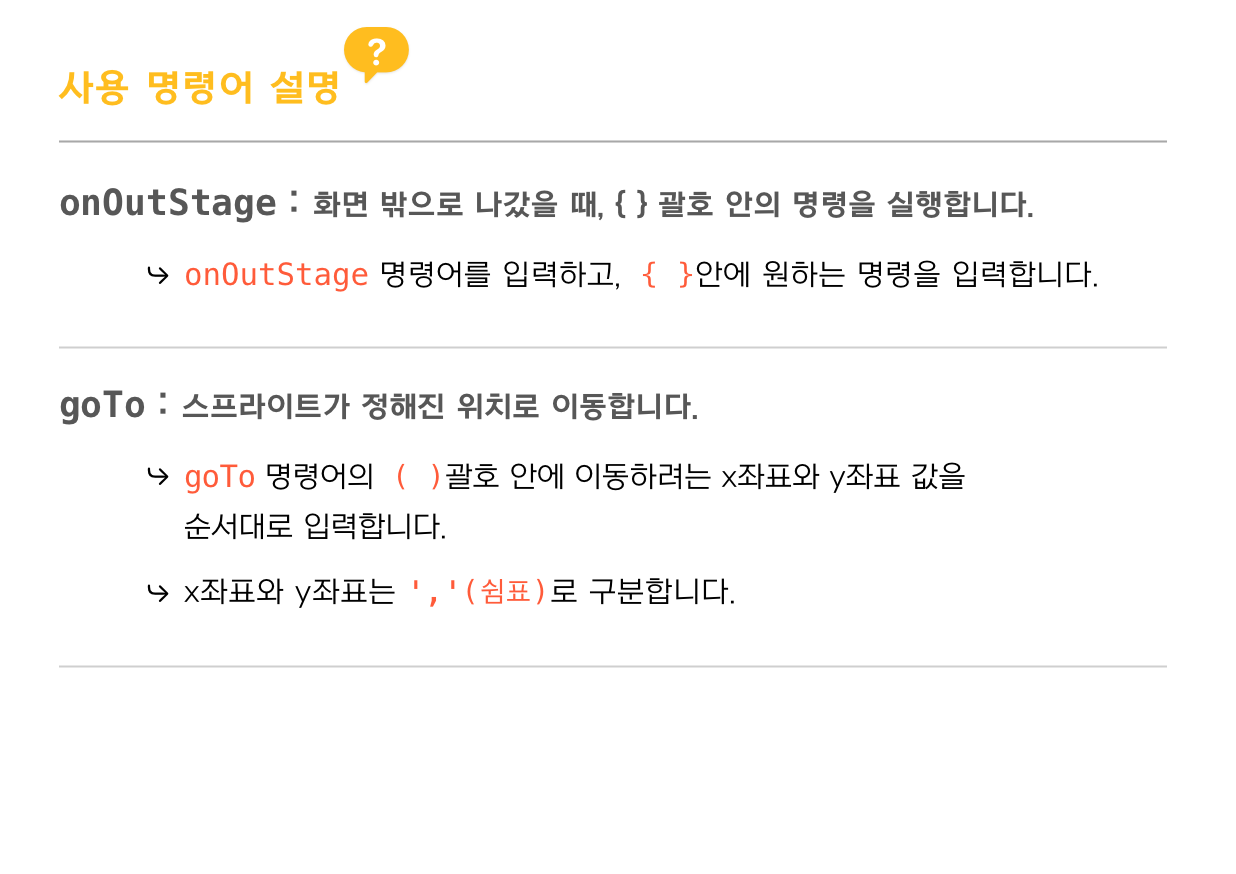 사용 명령어 설명 ?
onOutStage : 화면 밖으로 나갔을 때, { } 괄호 안의 명령을 실행합니다.
↪ onOutStage 명령어를 입력하고, { }안에 원하는 명령을 입력합니다.
goTo : 스프라이트가 정해진 위치로 이동합니다.
↪ goTo 명령어의 ( )괄호 안에 이동하려는 x좌표와 y좌표 값을
순서대로 입력합니다.
↪ x좌표와 y좌표는 ','(쉼표)로 구분합니다.